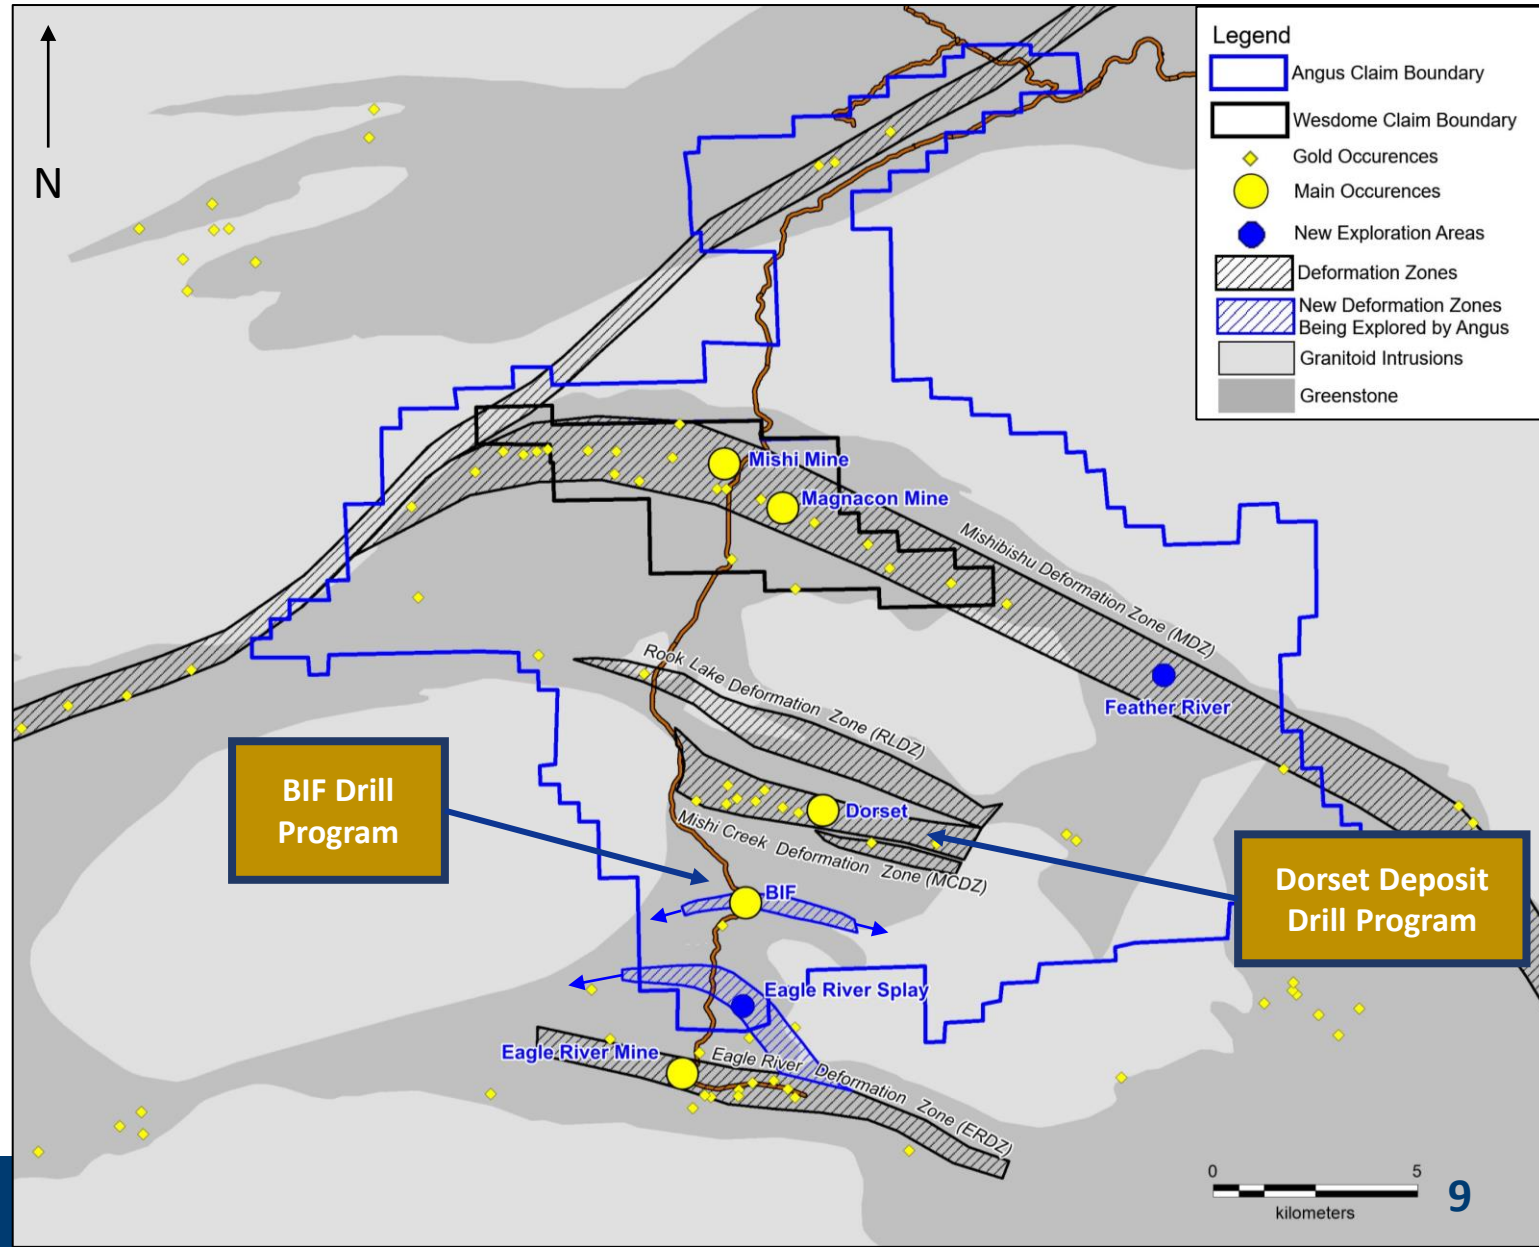 N
Legend
Angus Claim Boundary
Wesdome Claim Boundary
Gold Occurences
Main Occurences
New Exploration Areas
Deformation Zones
New Deformation Zones
Being Explored by Angus
Granitoid Intrusions
Greenstone
Mishi Mine
Magnacon Mine
Mishibishu Deformation Zone (MDZ)
Rook Lake Deformation Zone (RLDZ)
Feather River
BIF Drill
Program
Dorset
Mishi Creek Deformation Zone (MCDZ)
Dorset Deposit
Drill Program
BIF
Eagle River Splay
Eagle River Mine
Eagle River Deformation Zone (ERDZ)
0 5
kilometers
9